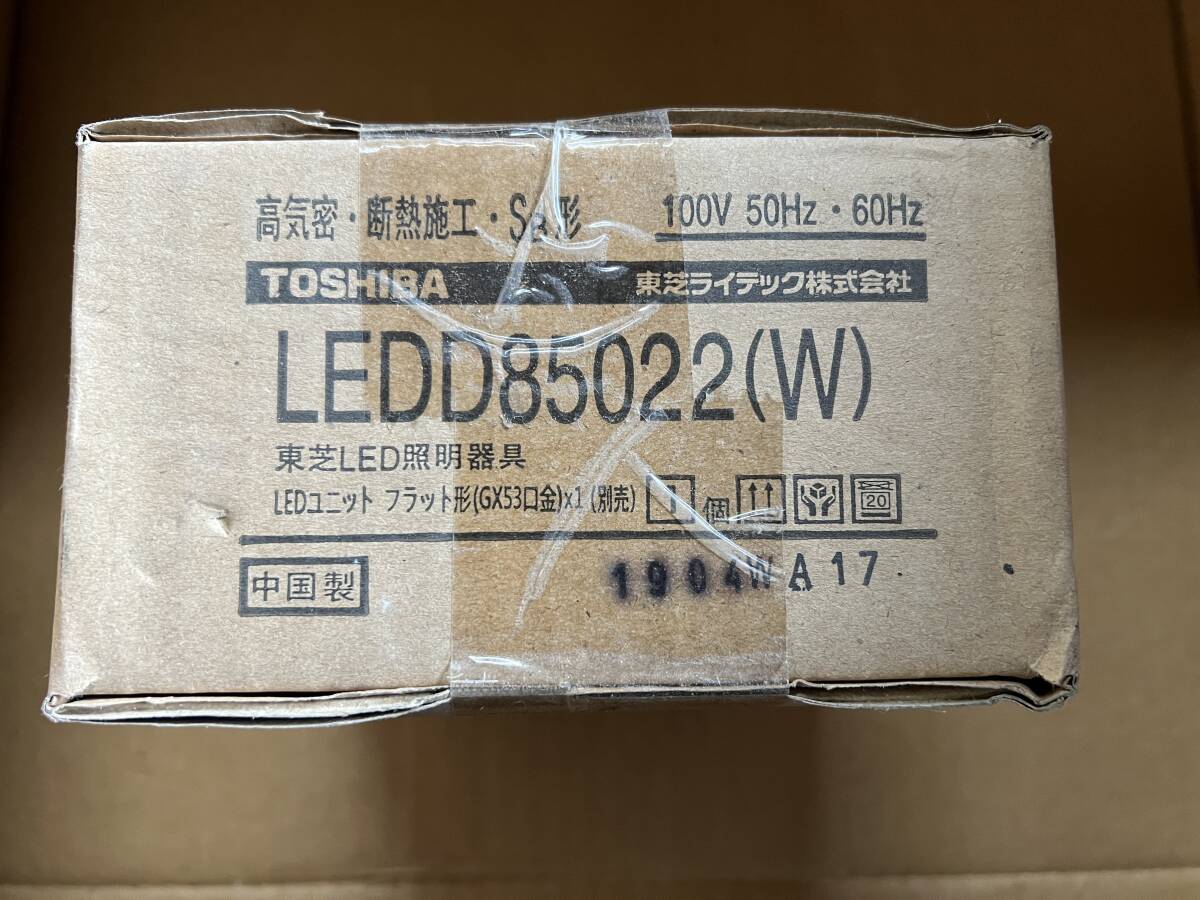 高気密・断熱施工・SB形 100V 50Hz・60Hz
TOSHIBA 東芝ライテック株式会社
LEDD85022(W)
東芝LED照明器具
LEDユニット フラット形(GX53口金)x1 (別売) 1 個 20
中国製 1904W A17